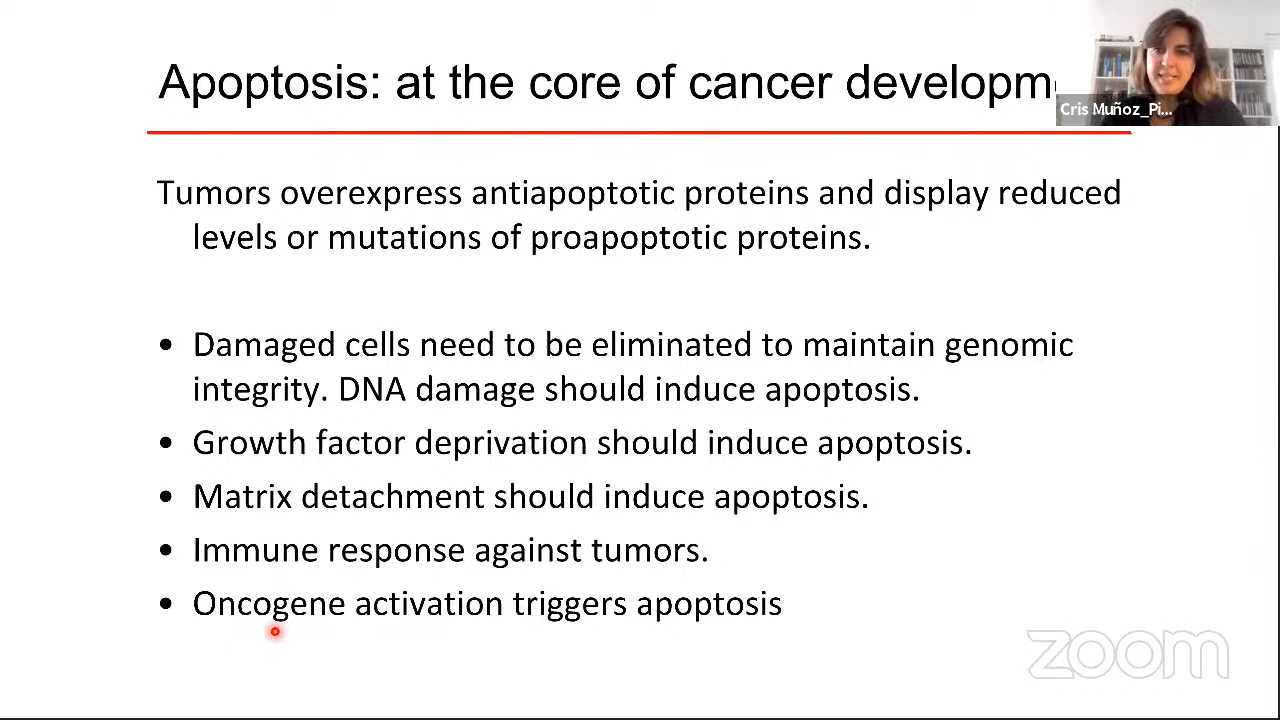 Apoptosis: at the core of cancer developm
Cris Muñoz_Pi...
Tumors overexpress antiapoptotic proteins and display reduced
levels or mutations of proapoptotic proteins.
• Damaged cells need to be eliminated to maintain genomic
integrity. DNA damage should induce apoptosis.
• Growth factor deprivation should induce apoptosis.
• Matrix detachment should induce apoptosis.
• Immune response against tumors.
• Oncogene activation triggers apoptosis
zoom